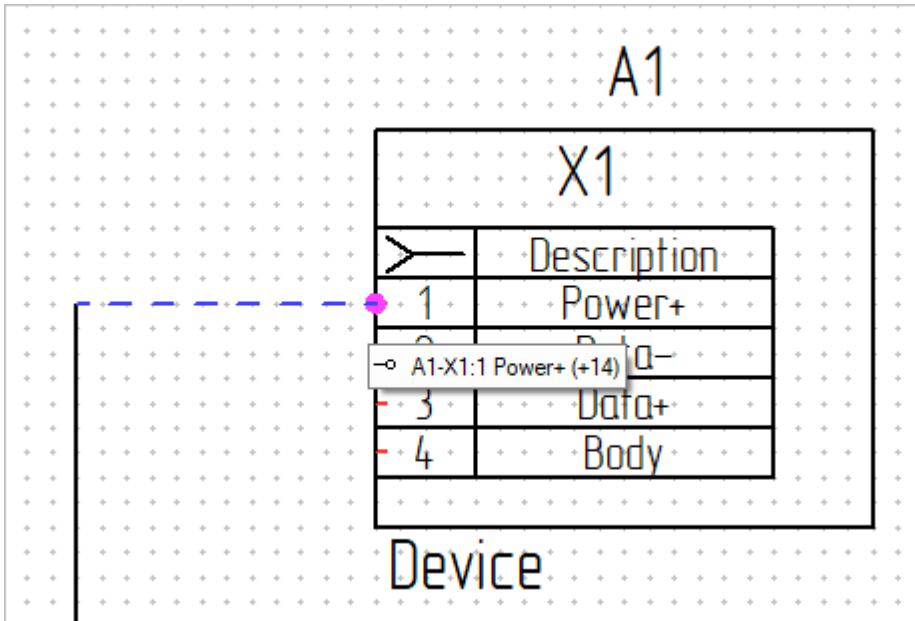 A1
X1
Description
1 Power+
A1-X1:1 Power+ (+14)
3 Data+
4 Body
Device